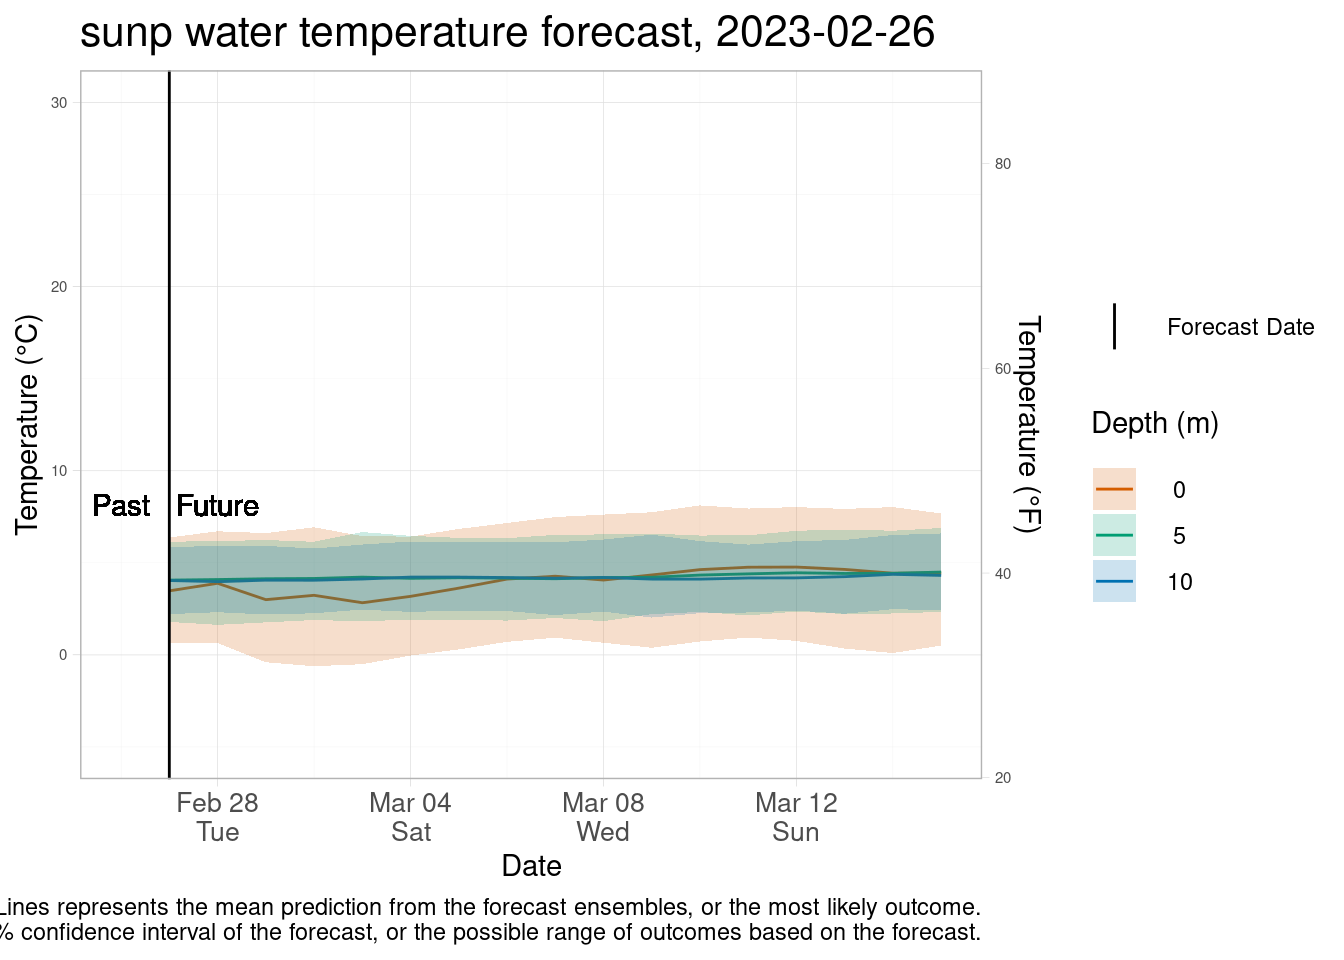 sunp water temperature forecast, 2023-02-26
30
20
10
0
Temperature (°C)
Past
Future
80
60
40
20
Temperature (°F)
Forecast Date
Depth (m)
0
5
10
Feb 28
Tue
Mar 04
Sat
Mar 08
Wed
Mar 12
Sun
Date
Lines represents the mean prediction from the forecast ensembles, or the most likely outcome.
% confidence interval of the forecast, or the possible range of outcomes based on the forecast.